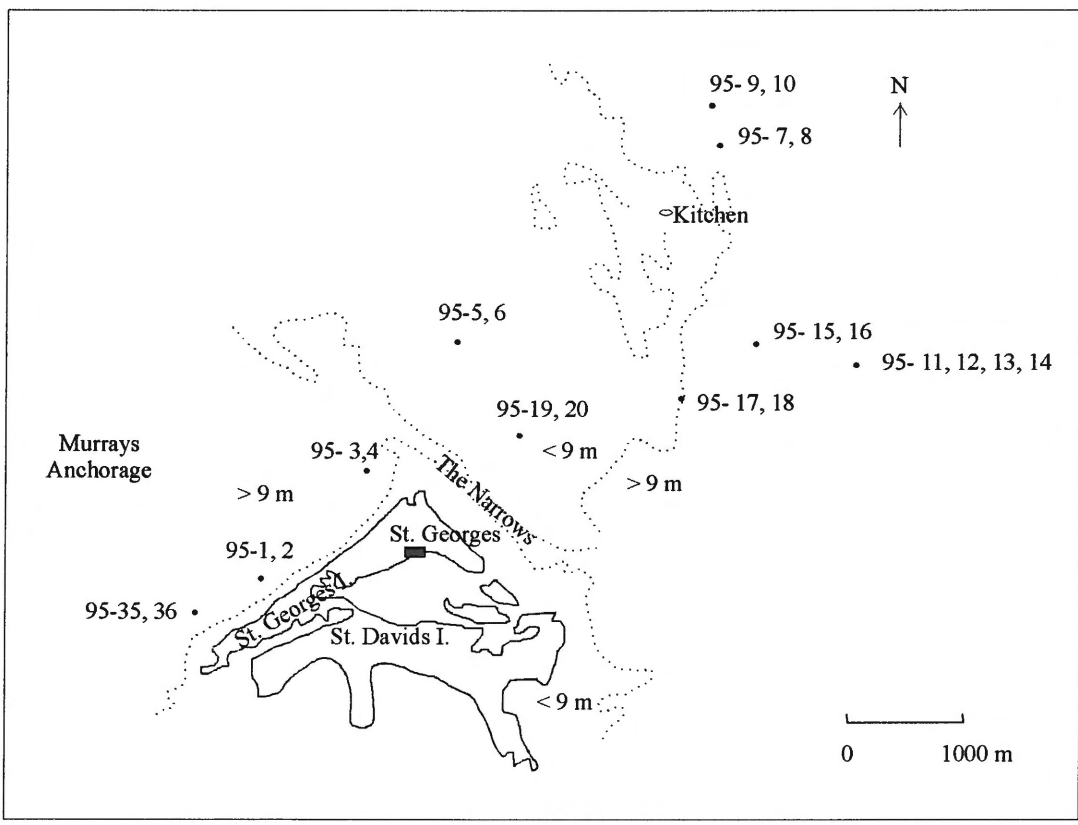 95- 9, 10
N
95- 7, 8
Kitchen
95-5, 6
95- 15, 16
95- 11, 12, 13, 14
95-19, 20
95- 17, 18
< 9 m
Murrays
Anchorage
95- 3,4
> 9 m
The Narrows
> 9 m
St. Georges
95-1, 2
St. Georges I.
95-35, 36
St. Davids I.
< 9 m
0
1000 m